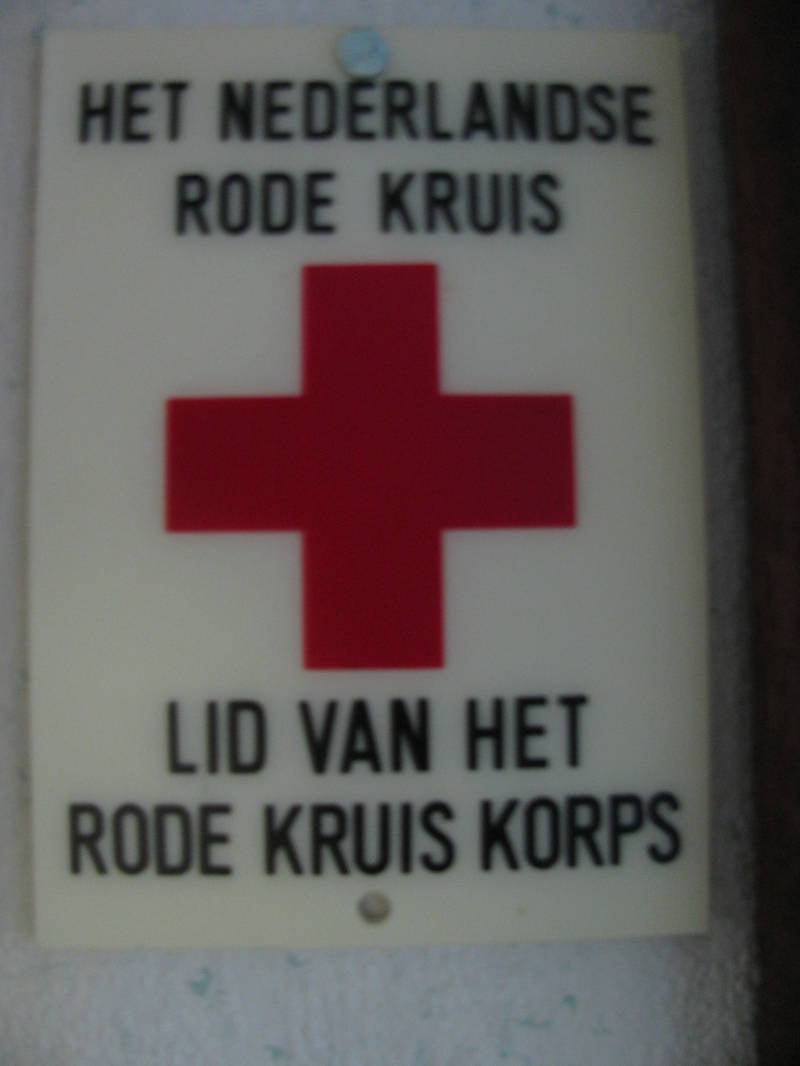 HET NEDERLANDSE
RODE KRUIS
LID VAN HET
RODE KRUIS KORPS